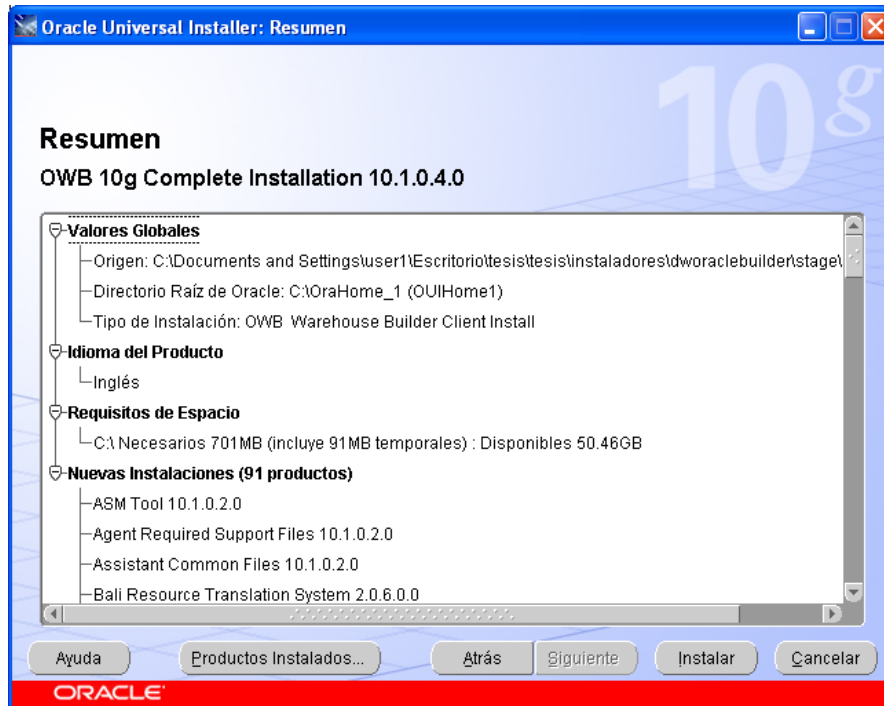 Oracle Universal Installer: Resumen
10g
Resumen
OWB 10g Complete Installation 10.1.0.4.0
Valores Globales
Origen: C:\Documents and Settings\user1\Escritorio\tesis\tesis\instaladores\dworaclebuilder\stage\
Directorio Raíz de Oracle: C:\OraHome_1 (OUIHome1)
Tipo de Instalación: OWB  Warehouse Builder Client Install
Idioma del Producto
Inglés
Requisitos de Espacio
C:\ Necesarios 701MB (incluye 91MB temporales) : Disponibles 50.46GB
Nuevas Instalaciones (91 productos)
ASM Tool 10.1.0.2.0
Agent Required Support Files 10.1.0.2.0
Assistant Common Files 10.1.0.2.0
Bali Resource Translation System 2.0.6.0.0
Ayuda Productos Instalados... Atrás Siguiente Instalar Cancelar
ORACLE